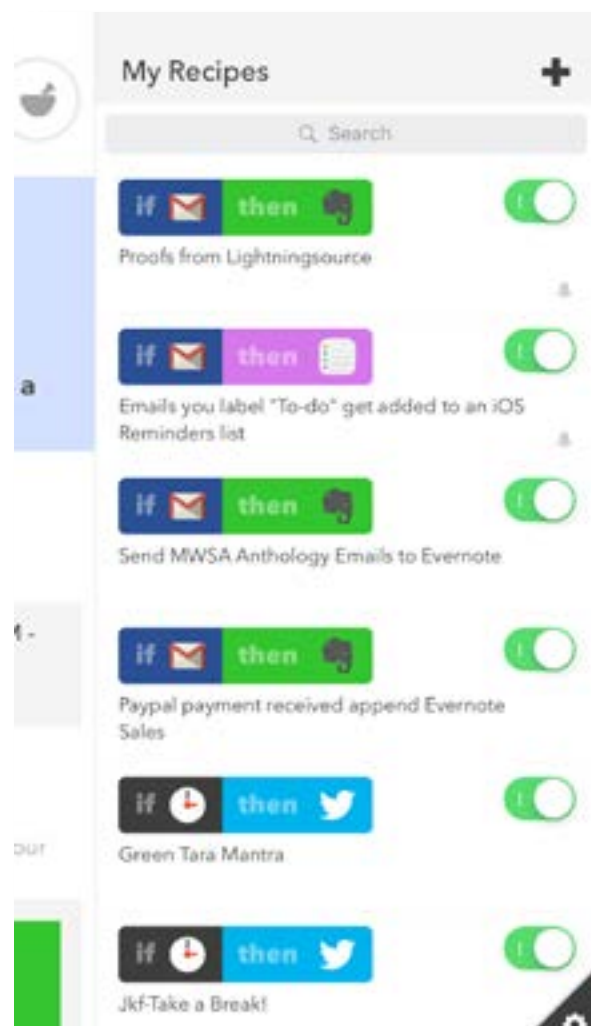 My Recipes
Search
if then
Proofs from Lightningsource
if then
a
Emails you label "To-do" get added to an iOS
Reminders list
if then
Send MWSA Anthology Emails to Evernote
if then
Paypal payment received append Evernote
Sales
if then
our
Green Tara Mantra
if then
Jkf-Take a Break!